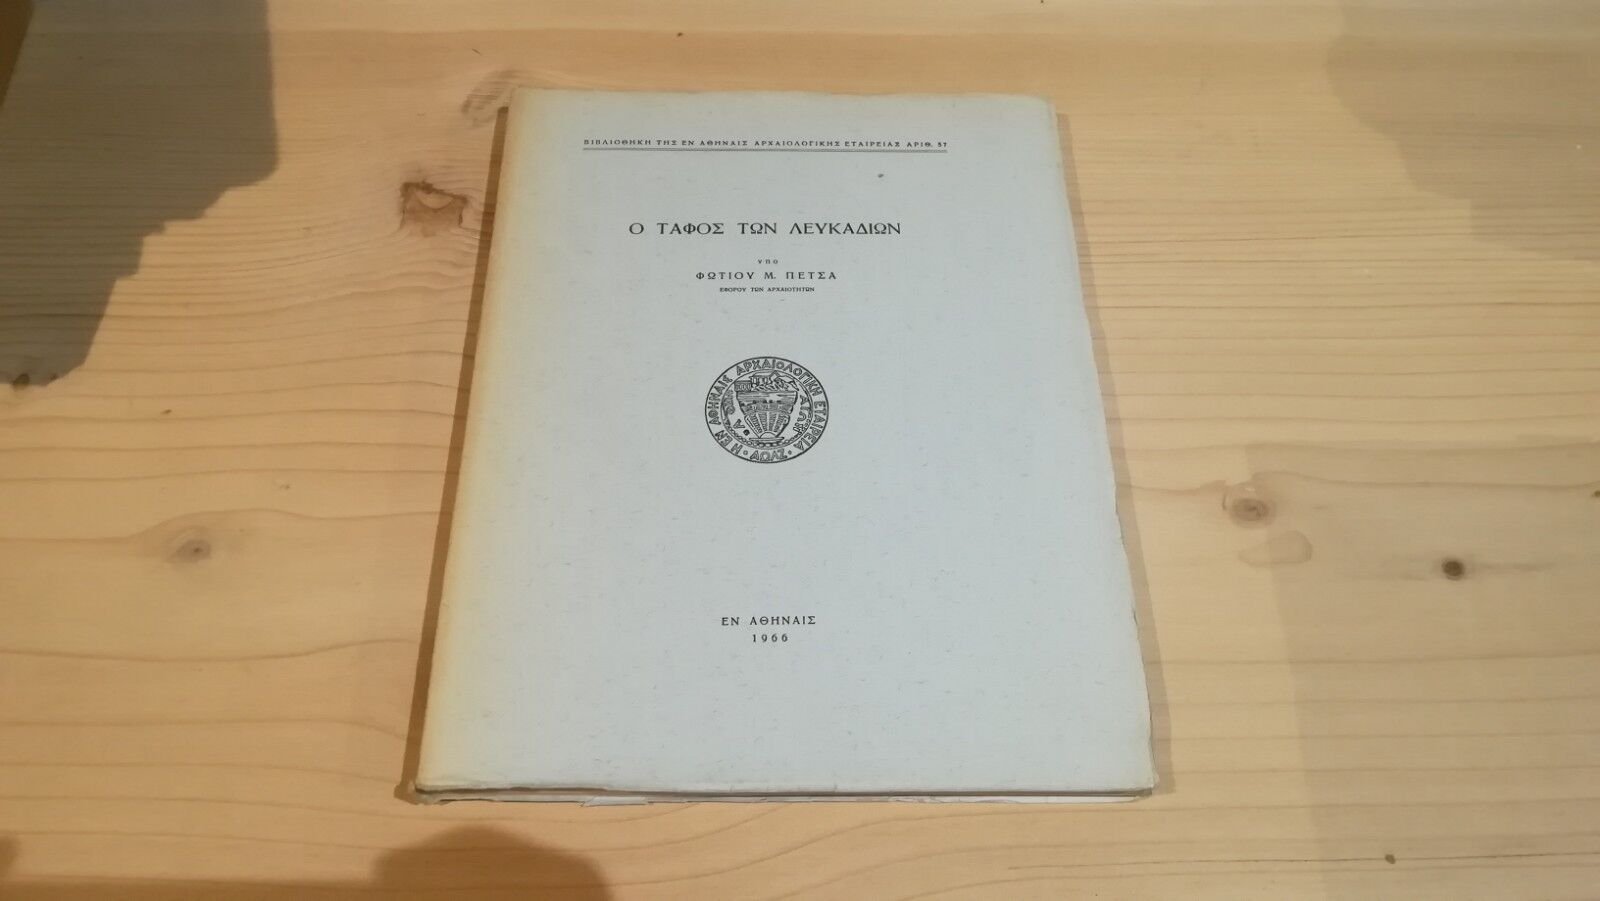 ΒΙΒΛΙΟΘΗΚΗ ΤΗΣ ΕΝ ΑΘΗΝΑΙΣ ΑΡΧΑΙΟΛΟΓΙΚΗΣ ΕΤΑΙΡΕΙΑΣ ΑΡΙΘ. 57
Ο ΤΑΦΟΣ ΤΩΝ ΛΕΥΚΑΔΙΩΝ
ΥΠΟ
ΦΩΤΙΟΥ Μ. ΠΕΤΣΑ
ΕΦΟΡΟΥ ΤΩΝ ΑΡΧΑΙΟΤΗΤΩΝ
Η ΕΝ ΑΘΗΝΑΙΣ ΑΡΧΑΙΟΛΟΓΙΚΗ ΕΤΑΙΡΕΙΑ
ΑΩΛΖ
ΕΝ ΑΘΗΝΑΙΣ
1966